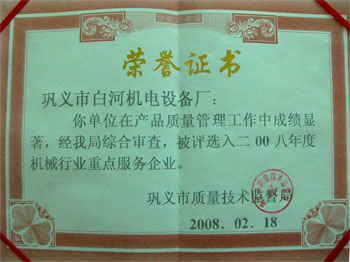 荣誉证书
巩义市白河机电设备厂：
你单位在产品质量管理工作中成绩显
著，经我局综合审查，被评选入二00八年度
机械行业重点服务企业。
巩义市质量技术监督局
2008．02．18